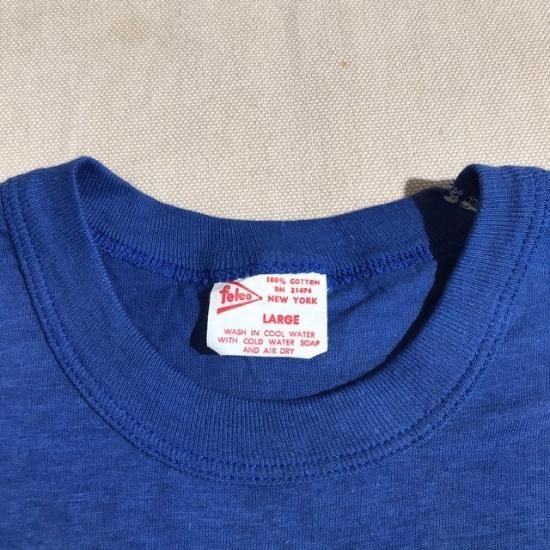 felco
100% COTTON
RN 21474
NEW YORK
LARGE
WASH IN COOL WATER
WITH COLD WATER SOAP
AND AIR DRY